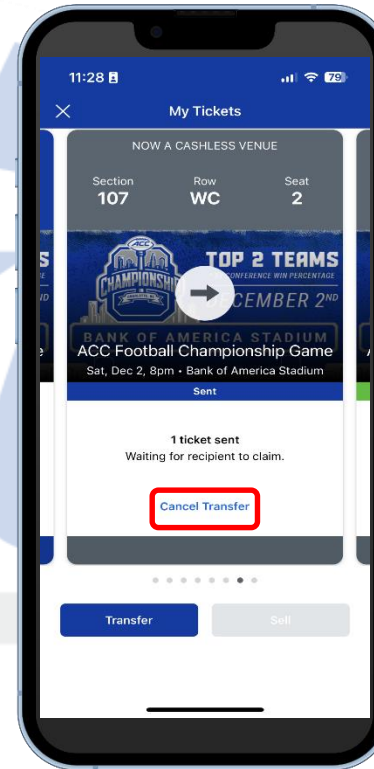 11:28
79
My Tickets
NOW A CASHLESS VENUE
Section Row Seat
107 WC 2
ACC
CHAMPIONSHIP
TOP 2 TEAMS
BY CONFERENCE WIN PERCENTAGE
DECEMBER 2ND
BANK OF AMERICA STADIUM
ACC Football Championship Game
Sat, Dec 2, 8pm • Bank of America Stadium
Sent
1 ticket sent
Waiting for recipient to claim.
Cancel Transfer
Transfer
Sell